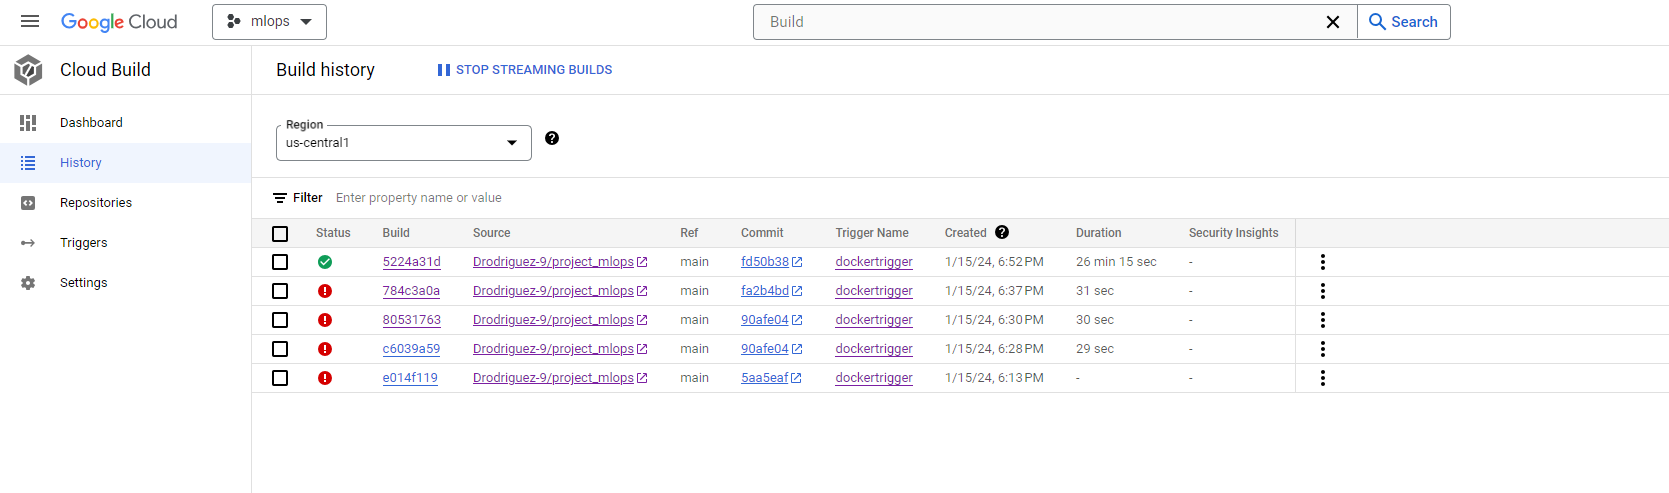 Google Cloud
mlops
Build
Search
Cloud Build
Build history
STOP STREAMING BUILDS
Dashboard
History
Repositories
Triggers
Settings
Region
us-central1
Filter Enter property name or value
Status Build Source Ref Commit Trigger Name Created Duration Security Insights
5224a31d Drodriguez-9/project_mlops main fd50b38 dockertrigger 1/15/24, 6:52 PM 26 min 15 sec -
784c3a0a Drodriguez-9/project_mlops main fa2b4bd dockertrigger 1/15/24, 6:37 PM 31 sec -
80531763 Drodriguez-9/project_mlops main 90afe04 dockertrigger 1/15/24, 6:30 PM 30 sec -
c6039a59 Drodriguez-9/project_mlops main 90afe04 dockertrigger 1/15/24, 6:28 PM 29 sec -
e014f119 Drodriguez-9/project_mlops main 5aa5eaf dockertrigger 1/15/24, 6:13 PM - -